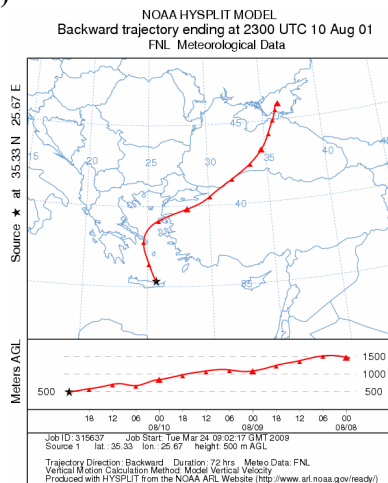 )
NOAA HYSPLIT MODEL
Backward trajectory ending at 2300 UTC 10 Aug 01
FNL Meteorological Data
Source ★ at 35.33 N 25.67 E
45
40
15
20
25
30
35
40
35
Meters AGL
500
1500
1000
500
18 12 06 00 18 12 06 00 18 12 06 00
08/10 08/09 08/08
Job ID: 315637 Job Start: Tue Mar 24 09:02:17 GMT 2009
Source 1 lat.: 35.33 lon.: 25.67 height: 500 m AGL
Trajectory Direction: Backward Duration: 72 hrs Meteo Data: FNL
Vertical Motion Calculation Method: Model Vertical Velocity
Produced with HYSPLIT from the NOAA ARL Website (http://www.arl.noaa.gov/ready/)